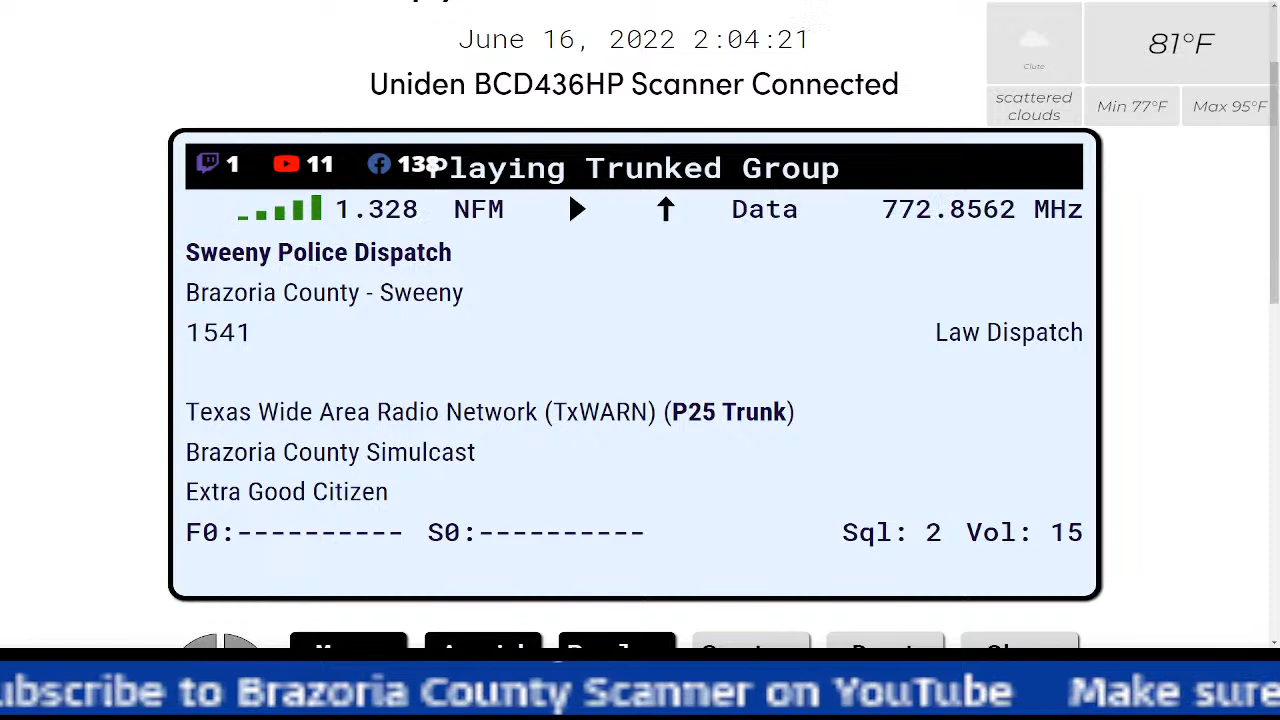 June 16, 2022 2:04:21
Uniden BCD436HP Scanner Connected
Clute
81°F
scattered
clouds
Min 77°F
Max 95°F
1 11 138
Playing Trunked Group
1.328 NFM Data 772.8562 MHz
Sweeny Police Dispatch
Brazoria County - Sweeny
1541 Law Dispatch
Texas Wide Area Radio Network (TxWARN) (P25 Trunk)
Brazoria County Simulcast
Extra Good Citizen
F0:---------- S0:---------- Sql: 2 Vol: 15
ubscribe to Brazoria County Scanner on YouTube Make sure